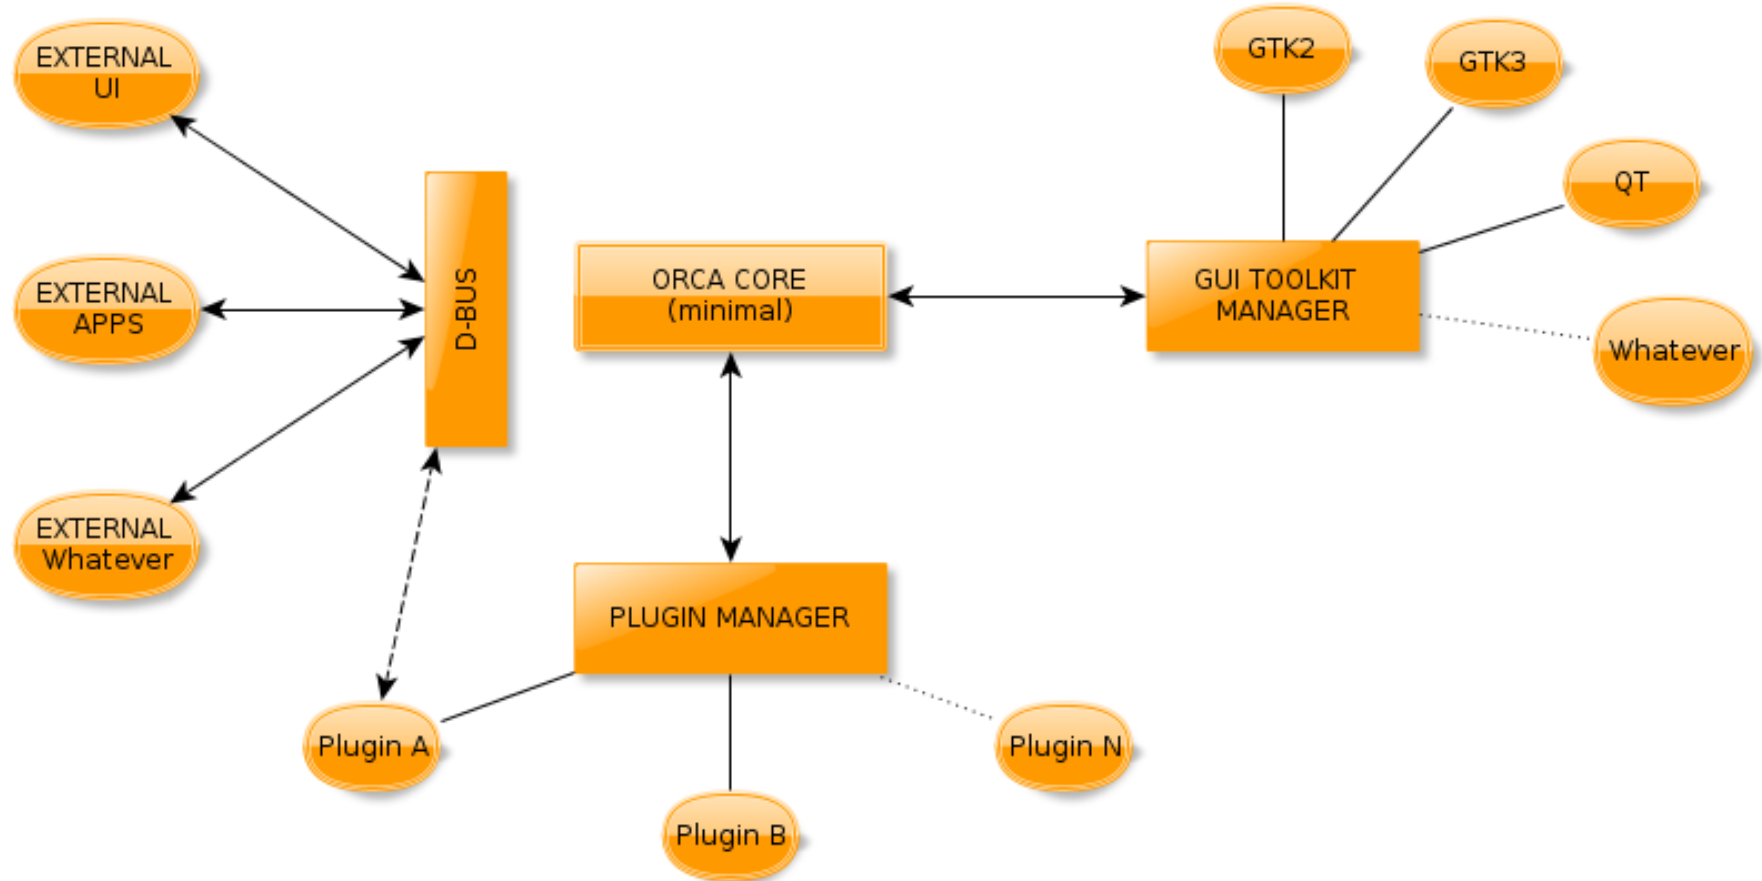 EXTERNAL
UI
EXTERNAL
APPS
EXTERNAL
Whatever
D-BUS
ORCA CORE
(minimal)
GUI TOOLKIT
MANAGER
GTK2
GTK3
QT
Whatever
PLUGIN MANAGER
Plugin A
Plugin B
Plugin N